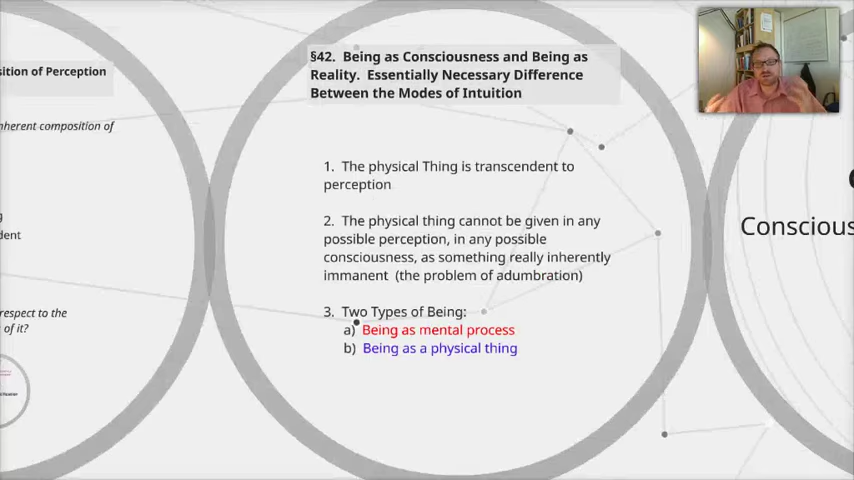 sition of Perception
nherent composition of
dent
respect to the
of it?
§42. Being as Consciousness and Being as
Reality. Essentially Necessary Difference
Between the Modes of Intuition
1. The physical Thing is transcendent to
perception
2. The physical thing cannot be given in any
possible perception, in any possible
consciousness, as something really inherently
immanent (the problem of adumbration)
3. Two Types of Being:
a) Being as mental process
b) Being as a physical thing
Conscious